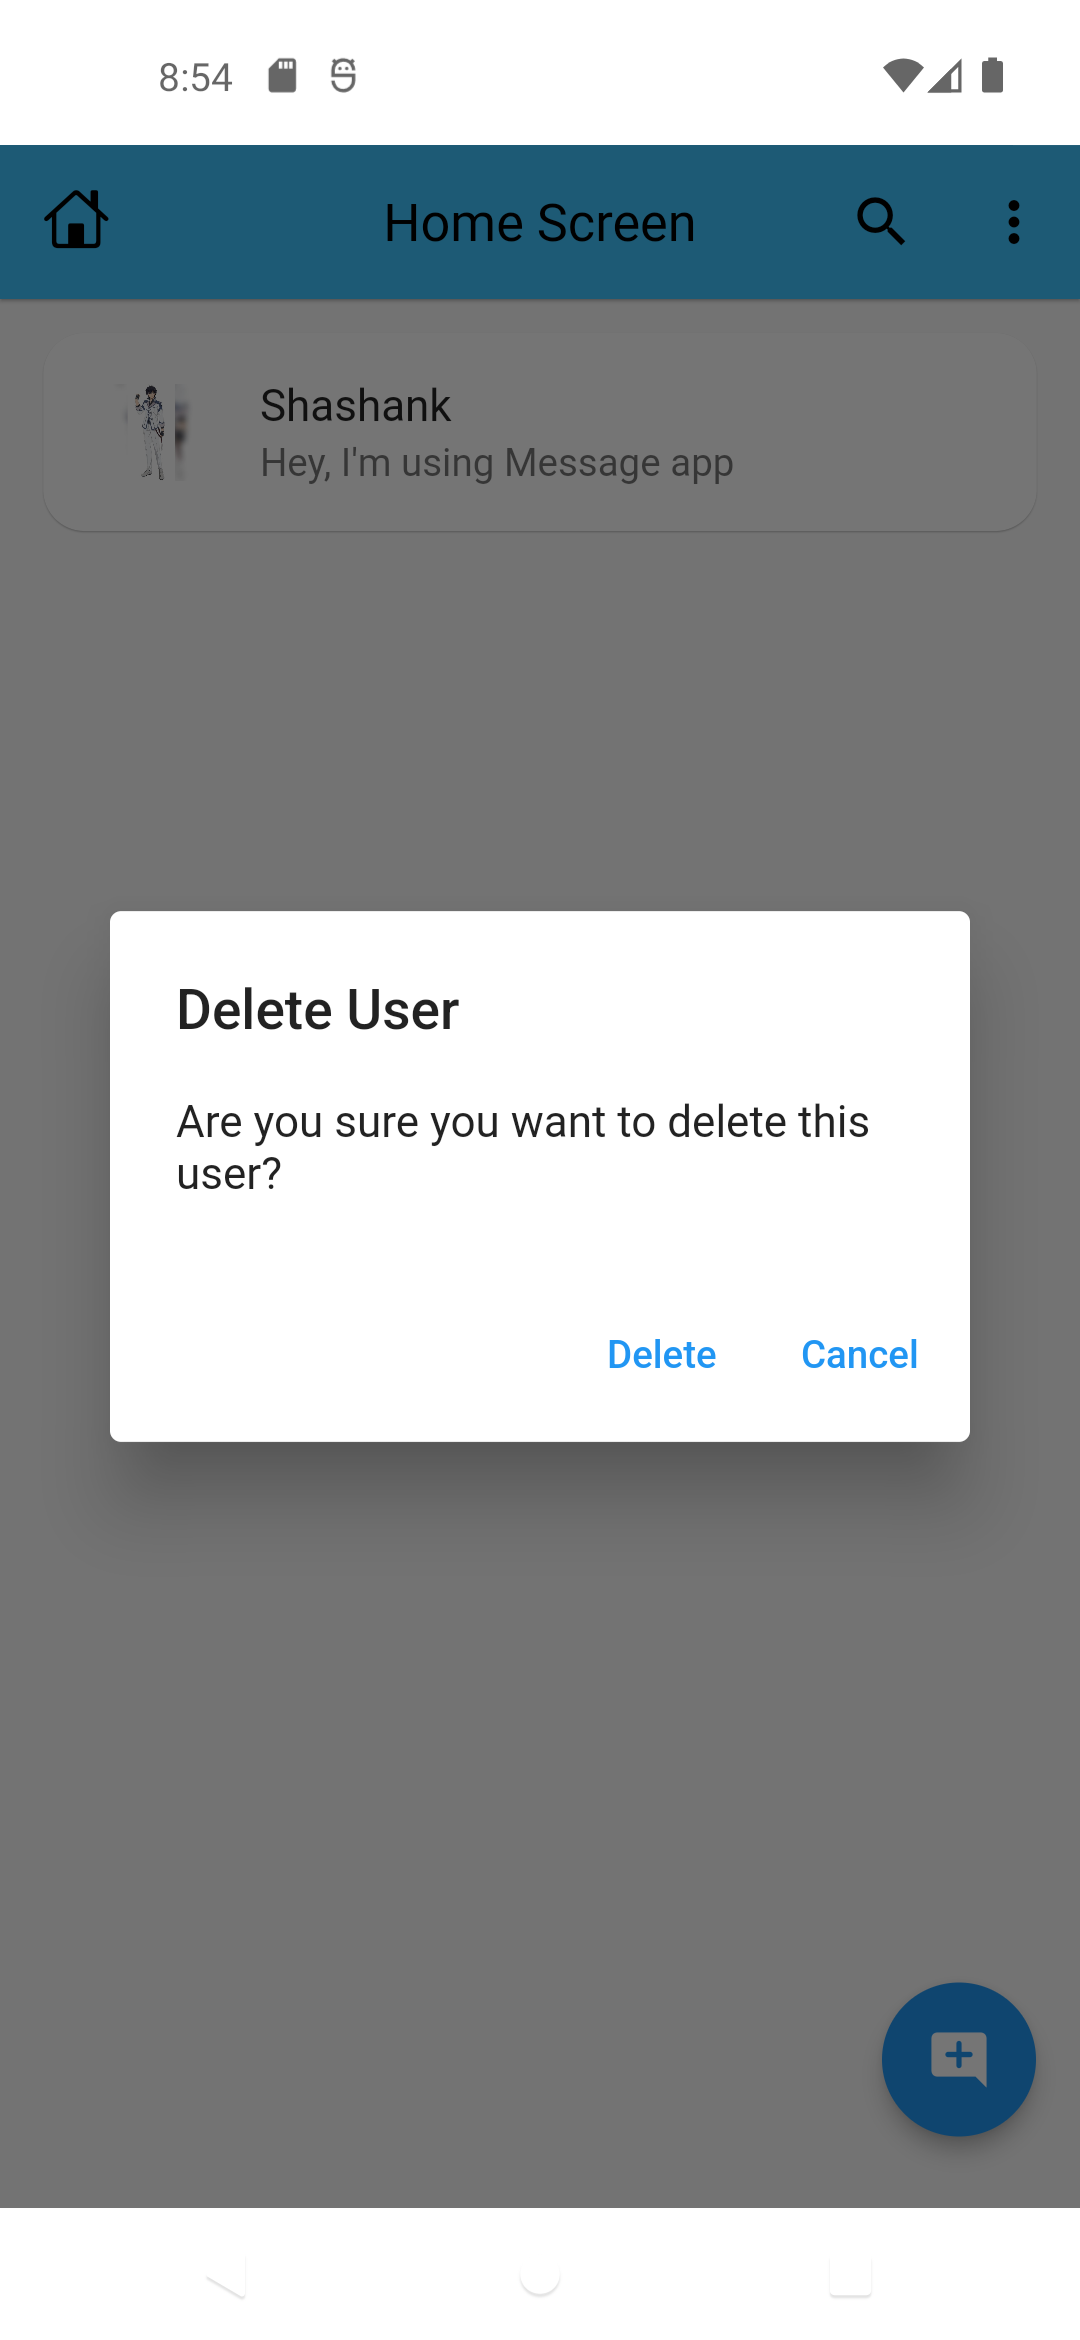 8:54
Home Screen
Shashank
Hey, I'm using Message app
Delete User
Are you sure you want to delete this
user?
Delete Cancel